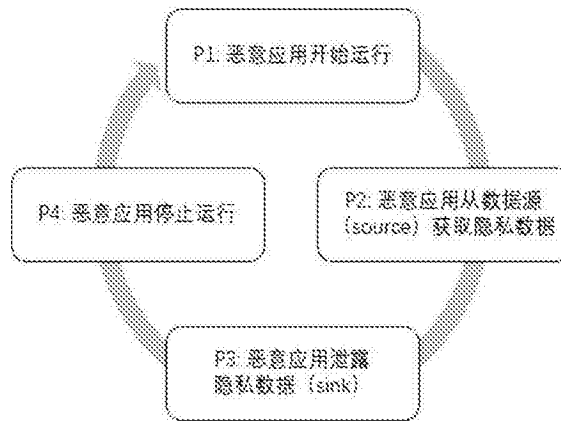 P1: 恶意应用开始运行
P2: 恶意应用从数据源
(source) 获取隐私数据
P3: 恶意应用泄露
隐私数据 (sink)
P4: 恶意应用停止运行